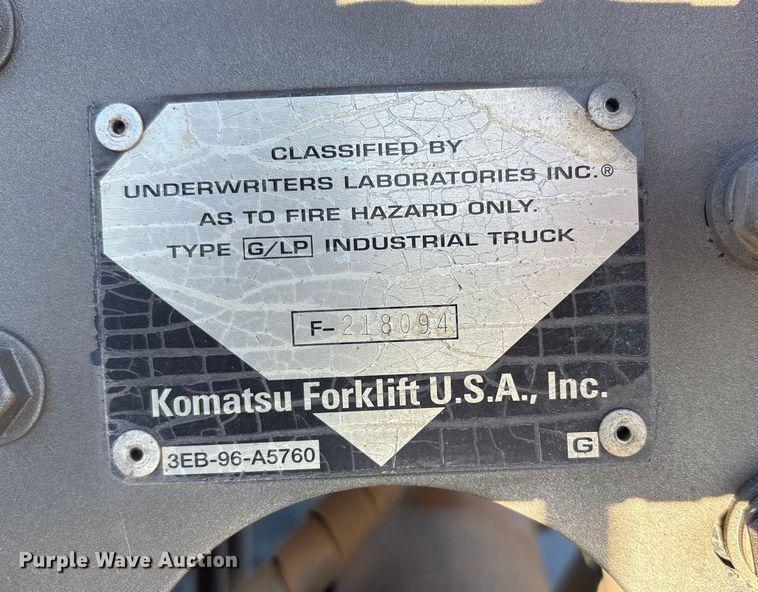 CLASSIFIED BY
UNDERWRITERS LABORATORIES INC.®
AS TO FIRE HAZARD ONLY.
TYPE G/LP INDUSTRIAL TRUCK
F-218094
Komatsu Forklift U.S.A., Inc.
3EB-96-A5760 G
Purple Wave Auction